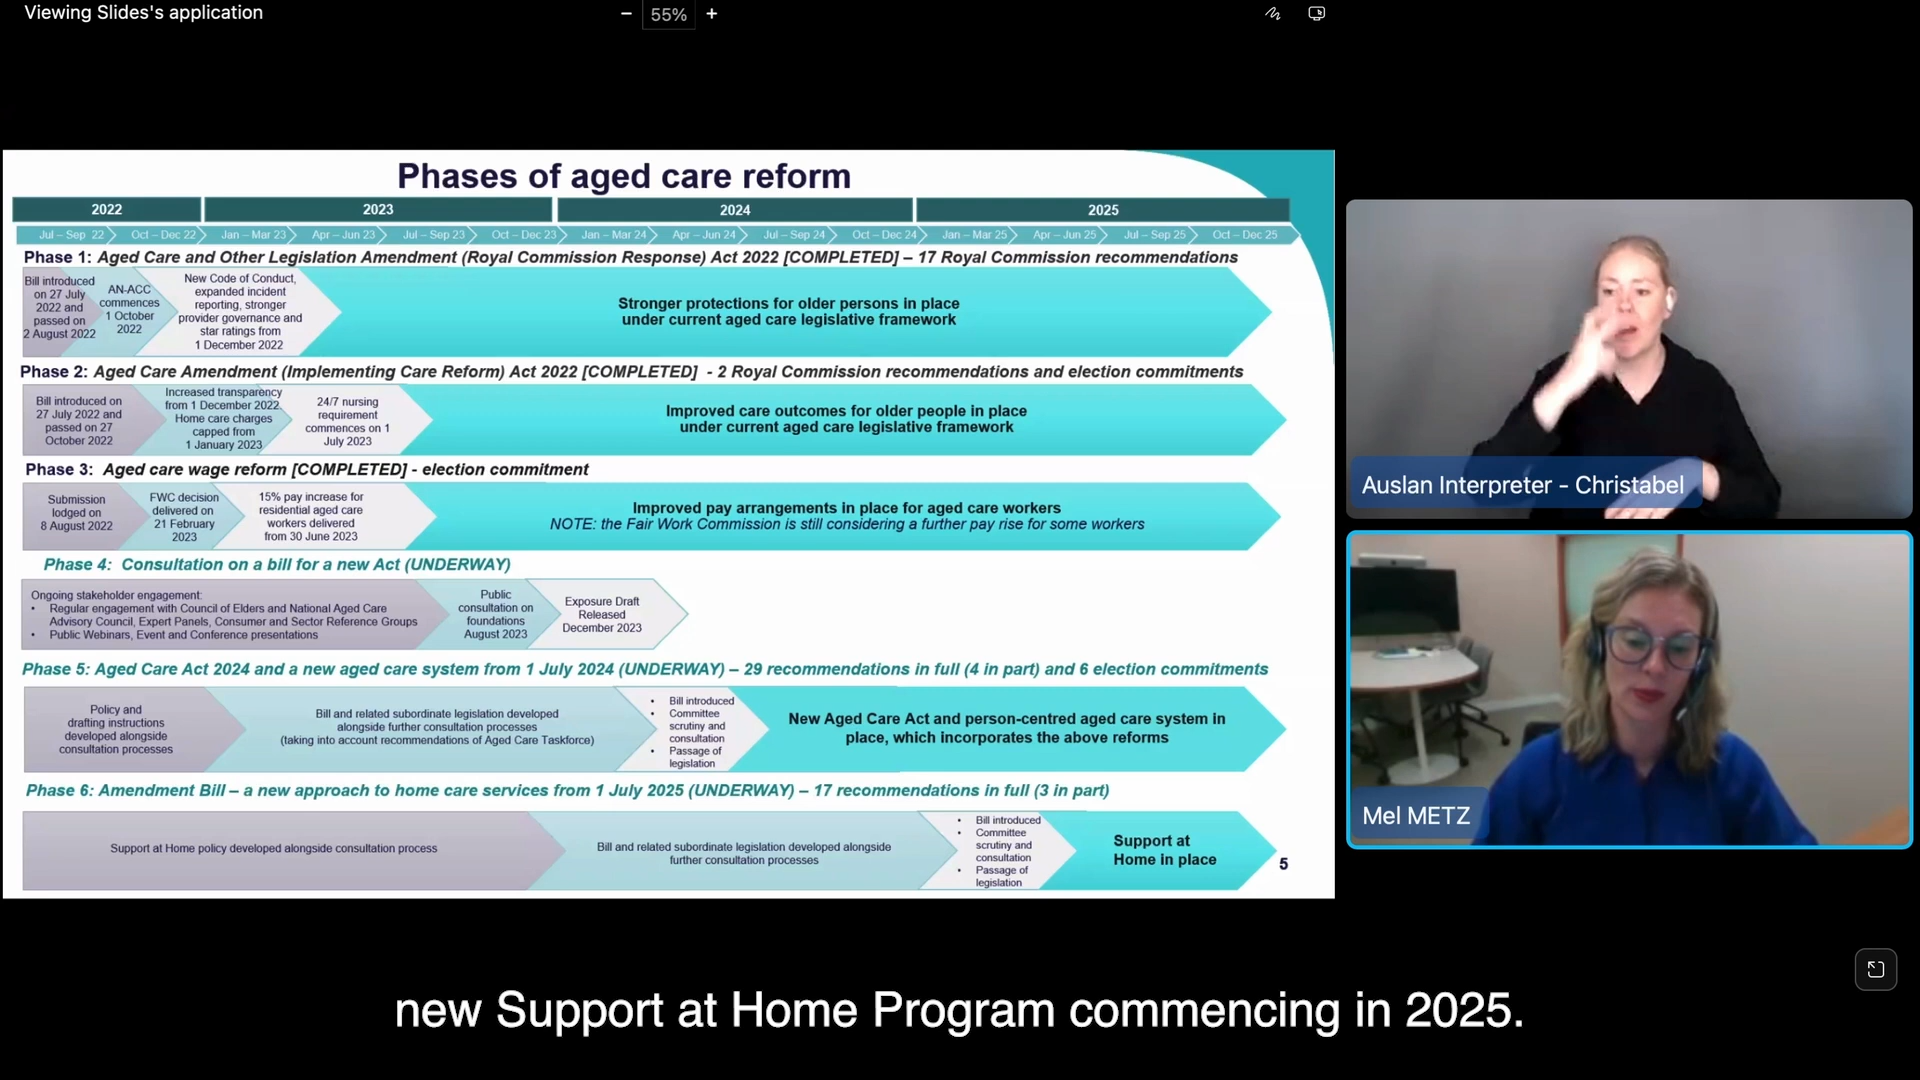 Viewing Slides's application
− 55% +
Phases of aged care reform
2022 2023 2024 2025
Jul – Sep 22 Oct – Dec 22 Jan – Mar 23 Apr – Jun 23 Jul – Sep 23 Oct – Dec 23 Jan – Mar 24 Apr – Jun 24 Jul – Sep 24 Oct – Dec 24 Jan – Mar 25 Apr – Jun 25 Jul – Sep 25 Oct – Dec 25
Phase 1: Aged Care and Other Legislation Amendment (Royal Commission Response) Act 2022 [COMPLETED] – 17 Royal Commission recommendations
Bill introduced
on 27 July
2022 and
passed on
2 August 2022
AN-ACC
commences
1 October
2022
New Code of Conduct,
expanded incident
reporting, stronger
provider governance and
star ratings from
1 December 2022
Stronger protections for older persons in place
under current aged care legislative framework
Phase 2: Aged Care Amendment (Implementing Care Reform) Act 2022 [COMPLETED] - 2 Royal Commission recommendations and election commitments
Bill introduced on
27 July 2022 and
passed on 27
October 2022
Increased transparency
from 1 December 2022.
Home care charges
capped from
1 January 2023
24/7 nursing
requirement
commences on 1
July 2023
Improved care outcomes for older people in place
under current aged care legislative framework
Phase 3: Aged care wage reform [COMPLETED] - election commitment
Submission
lodged on
8 August 2022
FWC decision
delivered on
21 February
2023
15% pay increase for
residential aged care
workers delivered
from 30 June 2023
Improved pay arrangements in place for aged care workers
NOTE: the Fair Work Commission is still considering a further pay rise for some workers
Phase 4: Consultation on a bill for a new Act (UNDERWAY)
Ongoing stakeholder engagement:
• Regular engagement with Council of Elders and National Aged Care
Advisory Council, Expert Panels, Consumer and Sector Reference Groups
• Public Webinars, Event and Conference presentations
Public
consultation on
foundations
August 2023
Exposure Draft
Released
December 2023
Phase 5: Aged Care Act 2024 and a new aged care system from 1 July 2024 (UNDERWAY) – 29 recommendations in full (4 in part) and 6 election commitments
Policy and
drafting instructions
developed alongside
consultation processes
Bill and related subordinate legislation developed
alongside further consultation processes
(taking into account recommendations of Aged Care Taskforce)
• Bill introduced
• Committee
scrutiny and
consultation
• Passage of
legislation
New Aged Care Act and person-centred aged care system in
place, which incorporates the above reforms
Phase 6: Amendment Bill – a new approach to home care services from 1 July 2025 (UNDERWAY) – 17 recommendations in full (3 in part)
Support at Home policy developed alongside consultation process
Bill and related subordinate legislation developed alongside
further consultation processes
• Bill introduced
• Committee
scrutiny and
consultation
• Passage of
legislation
Support at
Home in place
5
Auslan Interpreter - Christabel
Mel METZ
new Support at Home Program commencing in 2025.